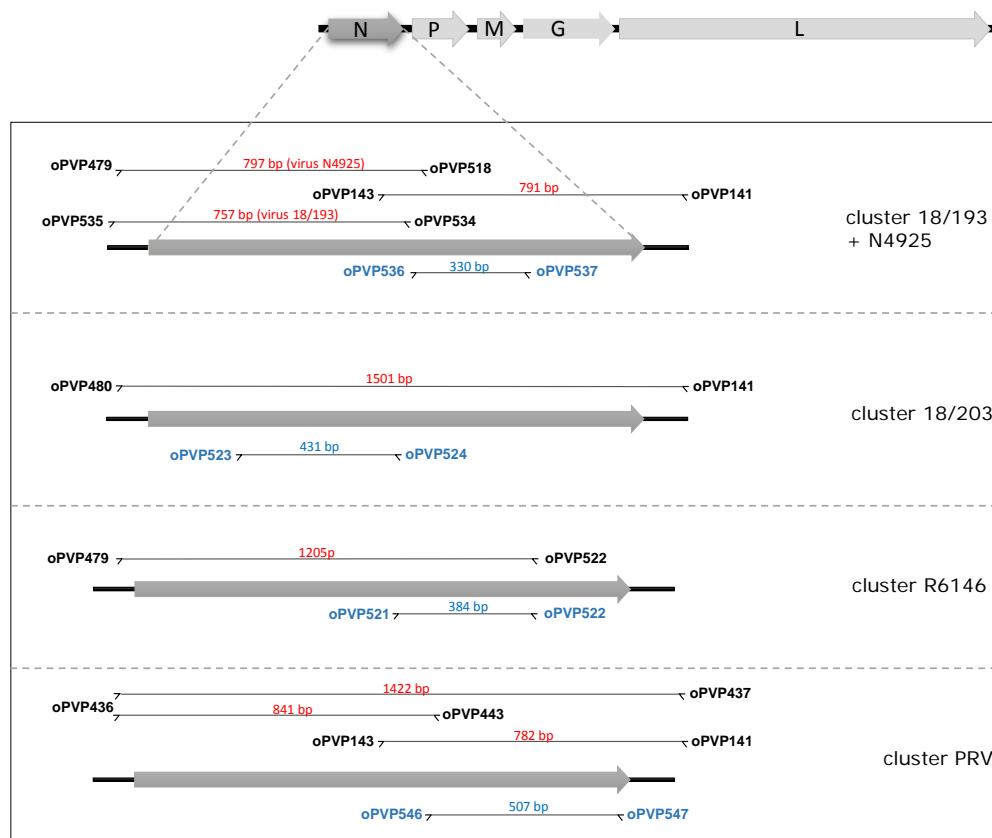 N P M G L
oPVP479 797 bp (virus N4925) oPVP518
oPVP143 791 bp oPVP141
oPVP535 757 bp (virus 18/193) oPVP534
cluster 18/193
+ N4925
oPVP536 330 bp oPVP537
oPVP480 1501 bp oPVP141
cluster 18/203
oPVP523 431 bp oPVP524
oPVP479 1205p oPVP522
cluster R6146
oPVP521 384 bp oPVP522
1422 bp oPVP437
oPVP436 841 bp oPVP443
oPVP143 782 bp oPVP141
cluster PRV
oPVP546 507 bp oPVP547